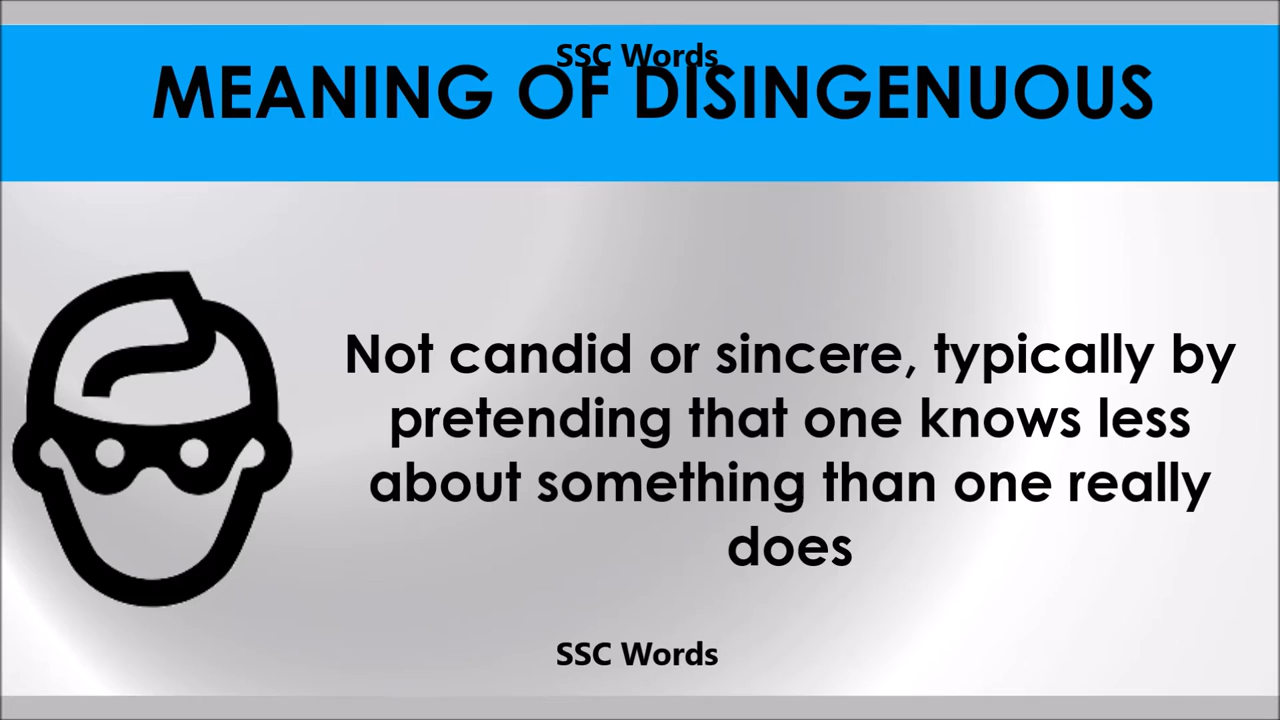 SSC Words
MEANING OF DISINGENUOUS
Not candid or sincere, typically by
pretending that one knows less
about something than one really
does
SSC Words